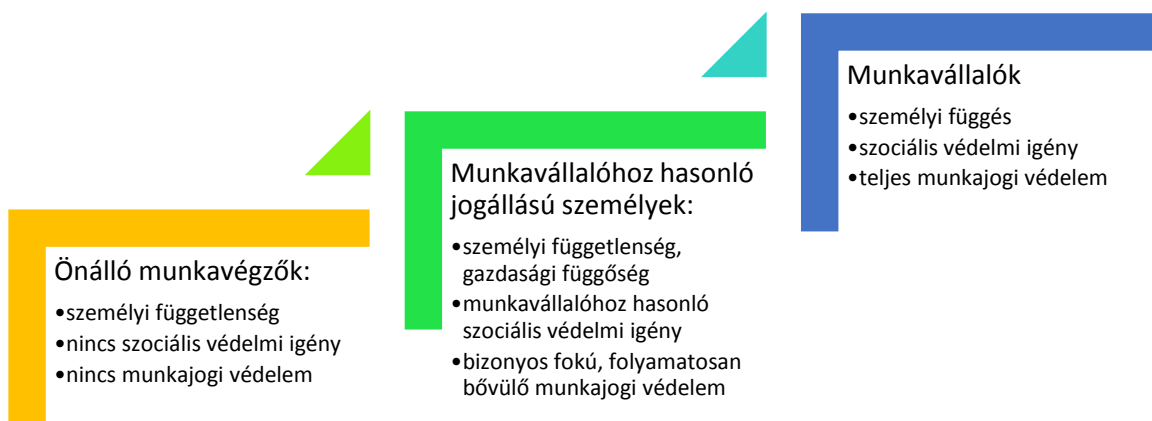 Önálló munkavégzők:
•személyi függetlenség
•nincs szociális védelmi igény
•nincs munkajogi védelem
Munkavállalóhoz hasonló
jogállású személyek:
•személyi függetlenség,
gazdasági függőség
•munkavállalóhoz hasonló
szociális védelmi igény
•bizonyos fokú, folyamatosan
bővülő munkajogi védelem
Munkavállalók
•személyi függés
•szociális védelmi igény
•teljes munkajogi védelem